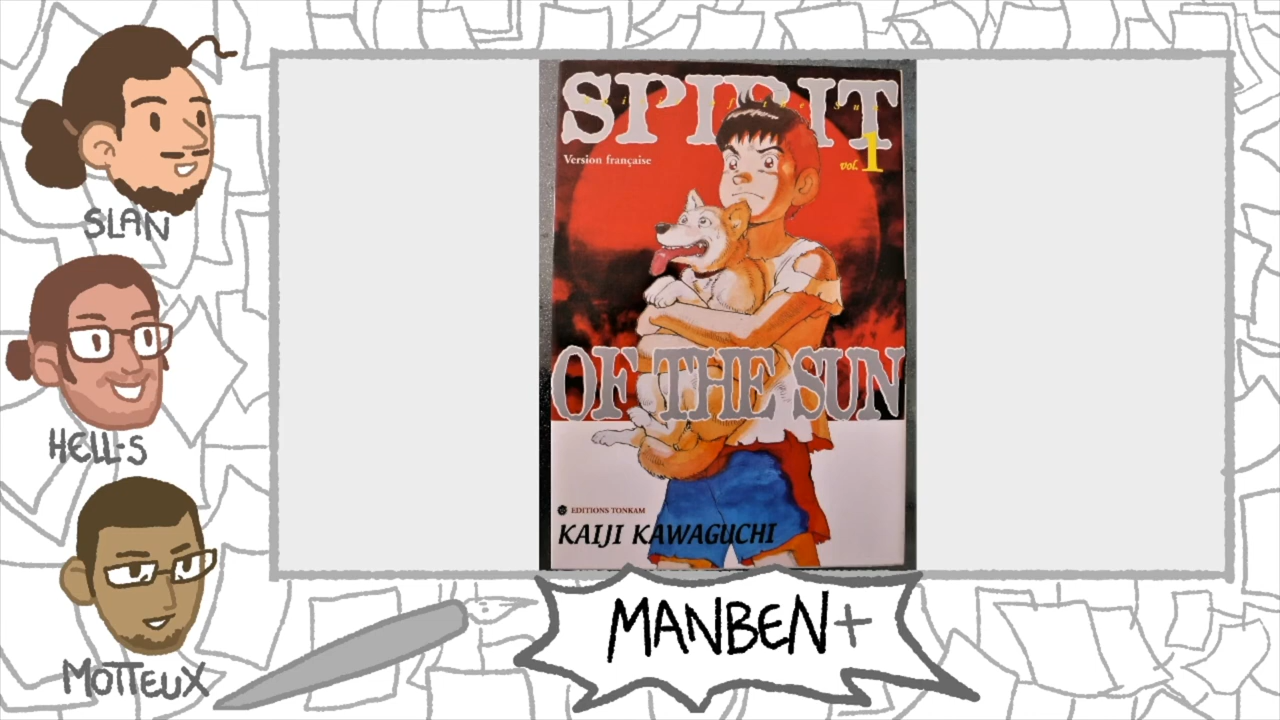 SLAN
HELL-S
MOTTEUX
SPIRIT
Version française
vol. 1
OF THE SUN
EDITIONS TONKAM
KAIJI KAWAGUCHI
MANBEN+